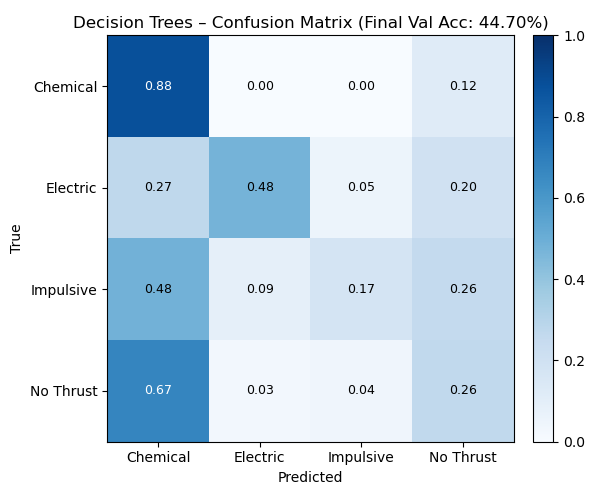 Decision Trees – Confusion Matrix (Final Val Acc: 44.70%)
True
Chemical 0.88 0.00 0.00 0.12
Electric 0.27 0.48 0.05 0.20
Impulsive 0.48 0.09 0.17 0.26
No Thrust 0.67 0.03 0.04 0.26
Chemical Electric Impulsive No Thrust
Predicted
1.0
0.8
0.6
0.4
0.2
0.0